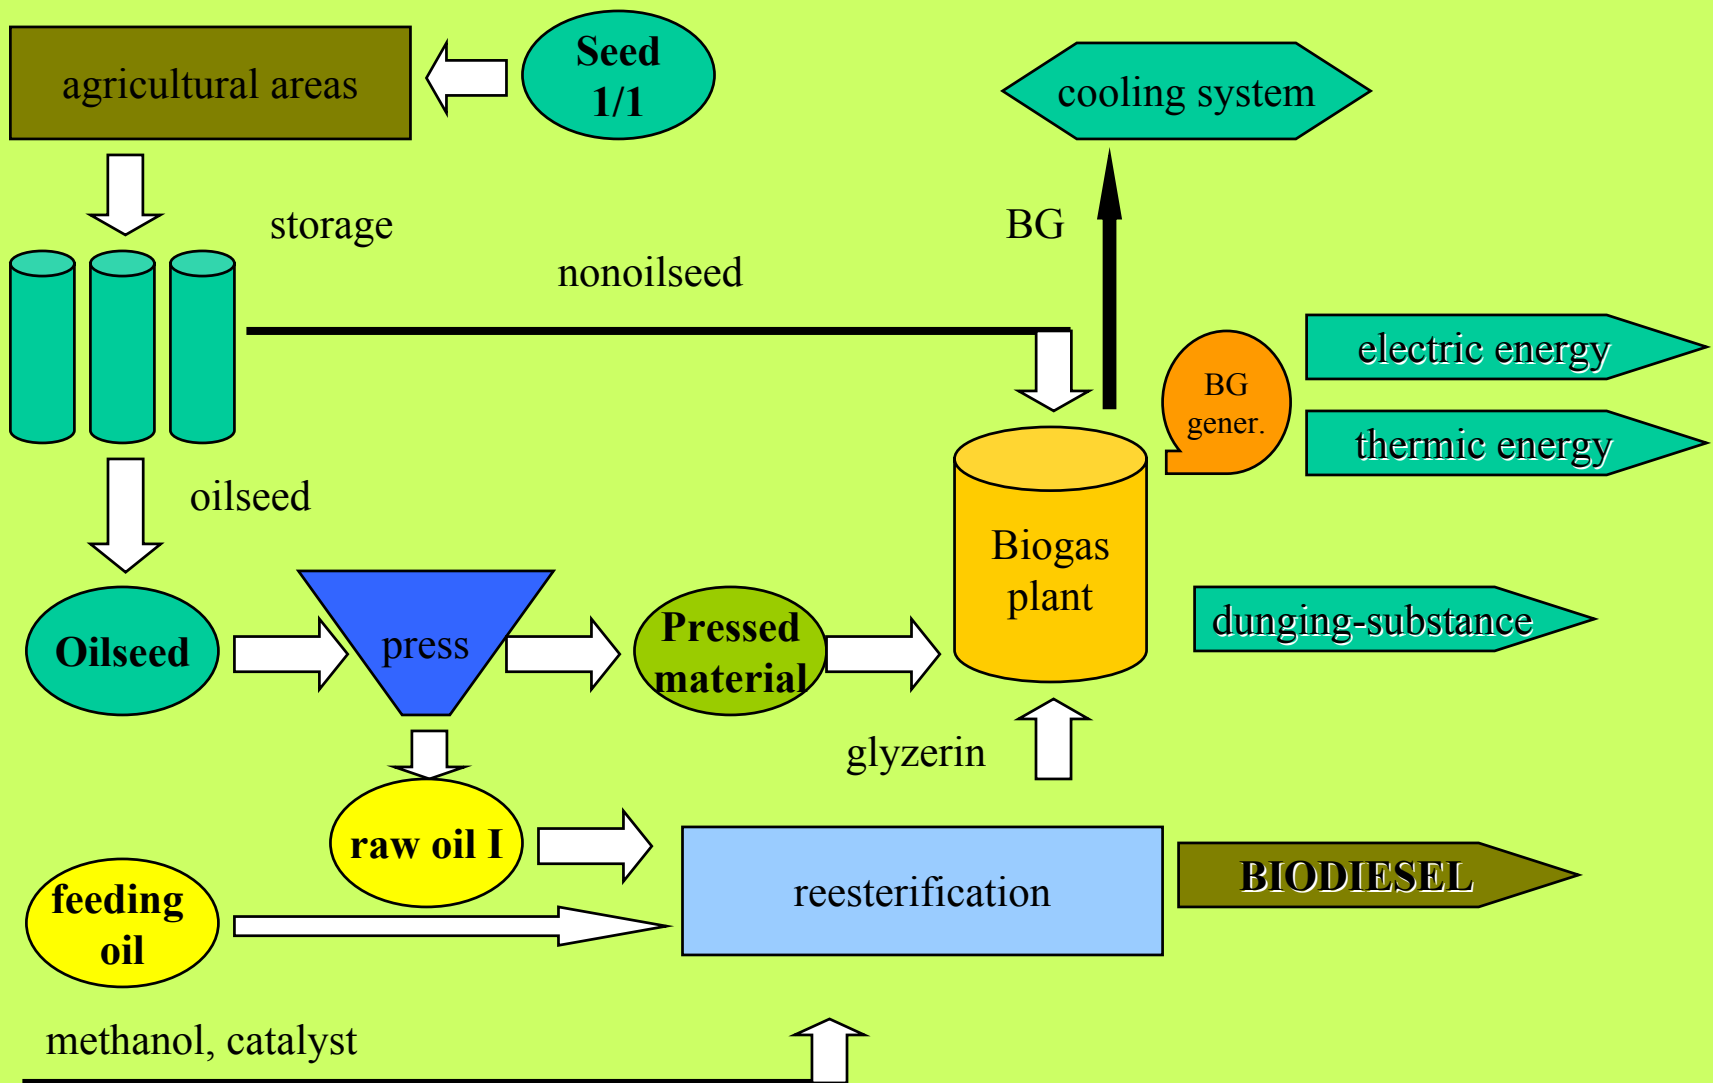 agricultural areas
Seed
1/1
cooling system
storage
BG
nonoilseed
electric energy
BG
gener.
thermic energy
oilseed
Biogas
plant
Oilseed
press
Pressed
material
dunging-substance
glyzerin
raw oil I
reesterification
BIODIESEL
feeding
oil
methanol, catalyst